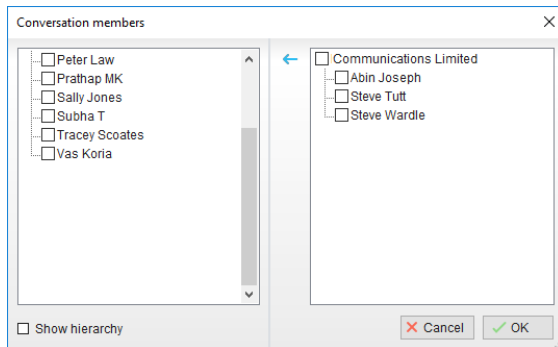 Conversation members
Peter Law
Prathap MK
Sally Jones
Subha T
Tracey Scoates
Vas Koria
Communications Limited
Abin Joseph
Steve Tutt
Steve Wardle
Show hierarchy
Cancel
OK